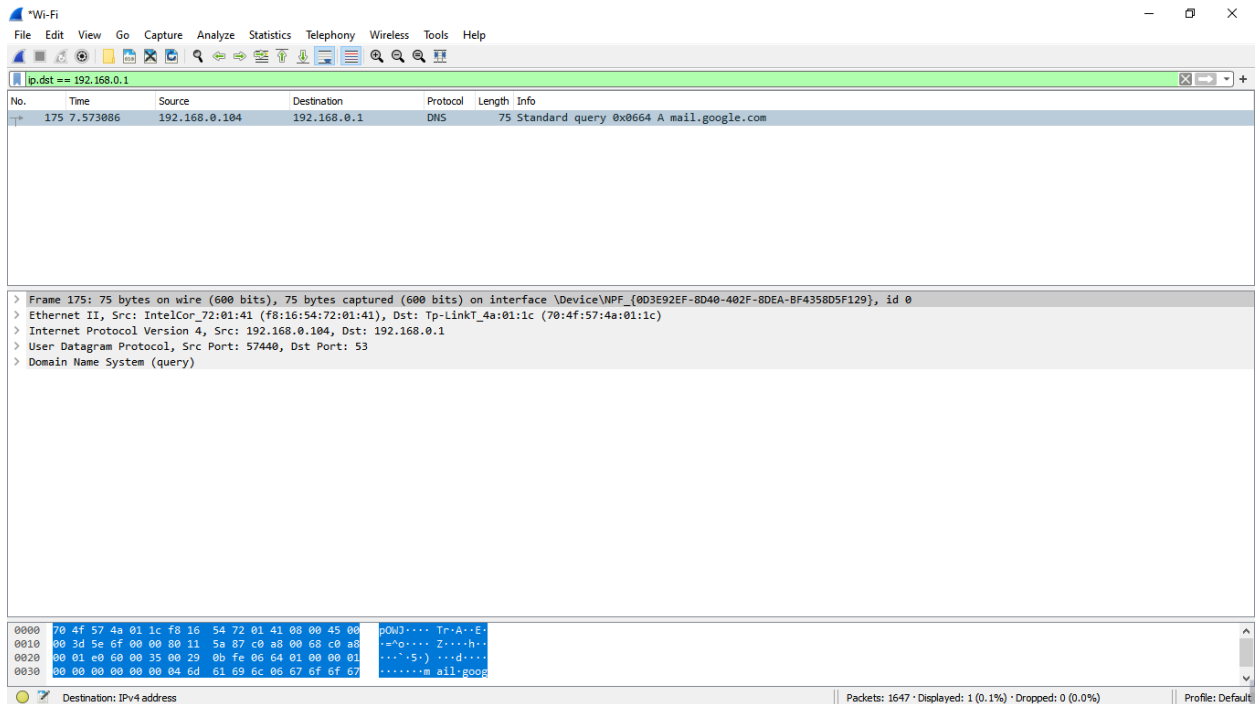 *Wi-Fi
File Edit View Go Capture Analyze Statistics Telephony Wireless Tools Help
ip.dst == 192.168.0.1
No. Time Source Destination Protocol Length Info
175 7.573086 192.168.0.104 192.168.0.1 DNS 75 Standard query 0x0664 A mail.google.com
> Frame 175: 75 bytes on wire (600 bits), 75 bytes captured (600 bits) on interface \Device\NPF_{0D3E92EF-8D40-402F-8DEA-BF4358D5F129}, id 0
> Ethernet II, Src: IntelCor_72:01:41 (f8:16:54:72:01:41), Dst: Tp-LinkT_4a:01:1c (70:4f:57:4a:01:1c)
> Internet Protocol Version 4, Src: 192.168.0.104, Dst: 192.168.0.1
> User Datagram Protocol, Src Port: 57440, Dst Port: 53
> Domain Name System (query)
0000 70 4f 57 4a 01 1c f8 16 54 72 01 41 08 00 45 00 pOWJ···· Tr·A··E·
0010 00 3d 5e 6f 00 00 80 11 5a 87 c0 a8 00 68 c0 a8 ·=^o···· Z····h··
0020 00 01 e0 60 00 35 00 29 0b fe 06 64 01 00 00 01 ···`·5·) ···d····
0030 00 00 00 00 00 00 04 6d 61 69 6c 06 67 6f 6f 67 ·······m ail·goog
Destination: IPv4 address Packets: 1647 · Displayed: 1 (0.1%) · Dropped: 0 (0.0%) Profile: Default